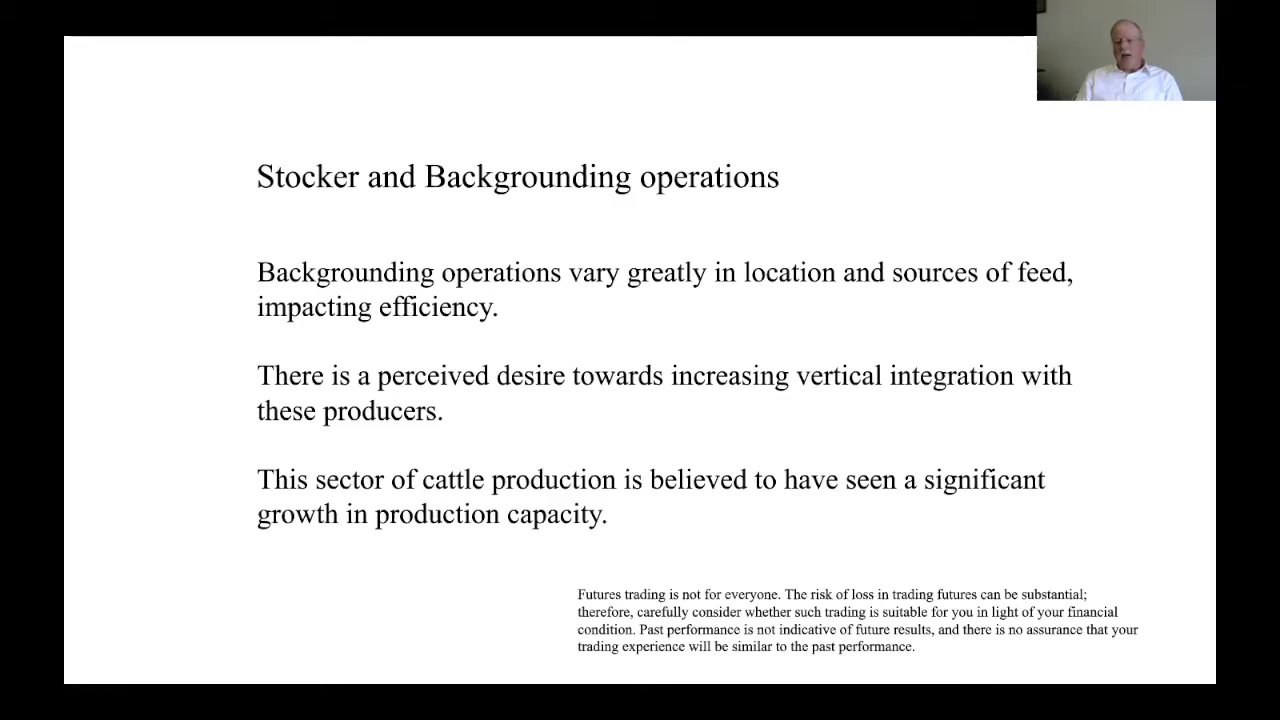 Stocker and Backgrounding operations
Backgrounding operations vary greatly in location and sources of feed,
impacting efficiency.
There is a perceived desire towards increasing vertical integration with
these producers.
This sector of cattle production is believed to have seen a significant
growth in production capacity.
Futures trading is not for everyone. The risk of loss in trading futures can be substantial;
therefore, carefully consider whether such trading is suitable for you in light of your financial
condition. Past performance is not indicative of future results, and there is no assurance that your
trading experience will be similar to the past performance.